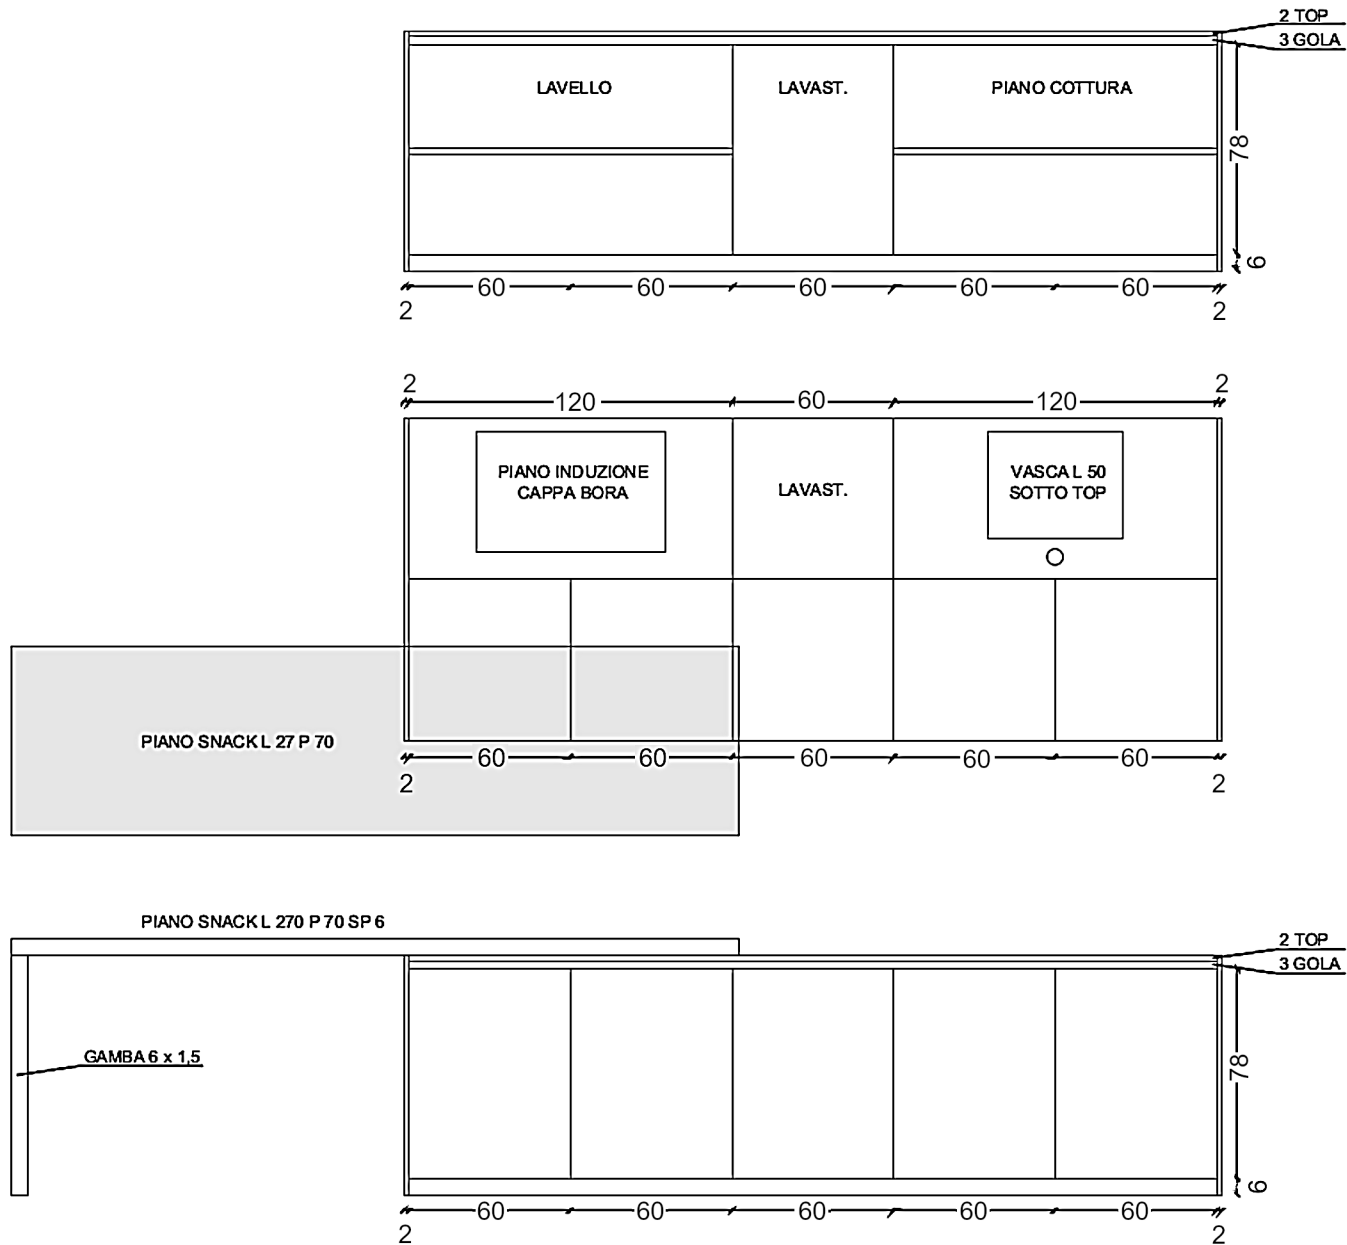 2 TOP
3 GOLA
LAVELLO LAVAST. PIANO COTTURA
78
6
60 60 60 60 60
2 2
2 2
120 60 120
PIANO INDUZIONE
CAPPA BORA
LAVAST.
VASCA L 50
SOTTO TOP
PIANO SNACK L 27 P 70
60 60 60 60 60
2 2
PIANO SNACK L 270 P 70 SP 6
2 TOP
3 GOLA
GAMBA 6 x 1,5
78
6
60 60 60 60 60
2 2